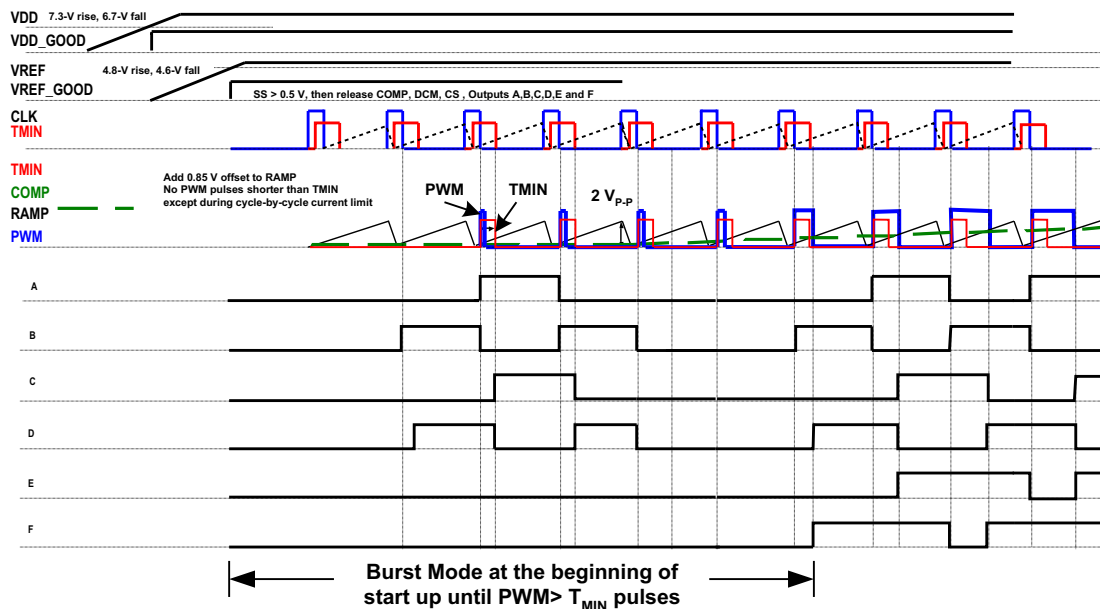 VDD 7.3-V rise, 6.7-V fall
VDD_GOOD
VREF 4.8-V rise, 4.6-V fall
VREF_GOOD
SS > 0.5 V, then release COMP, DCM, CS , Outputs A,B,C,D,E and F
CLK
TMIN
TMIN
COMP
RAMP
PWM
Add 0.85 V offset to RAMP
No PWM pulses shorter than TMIN
except during cycle-by-cycle current limit
PWM
TMIN
2 VP-P
A
B
C
D
E
F
Burst Mode at the beginning of
start up until PWM> TMIN pulses